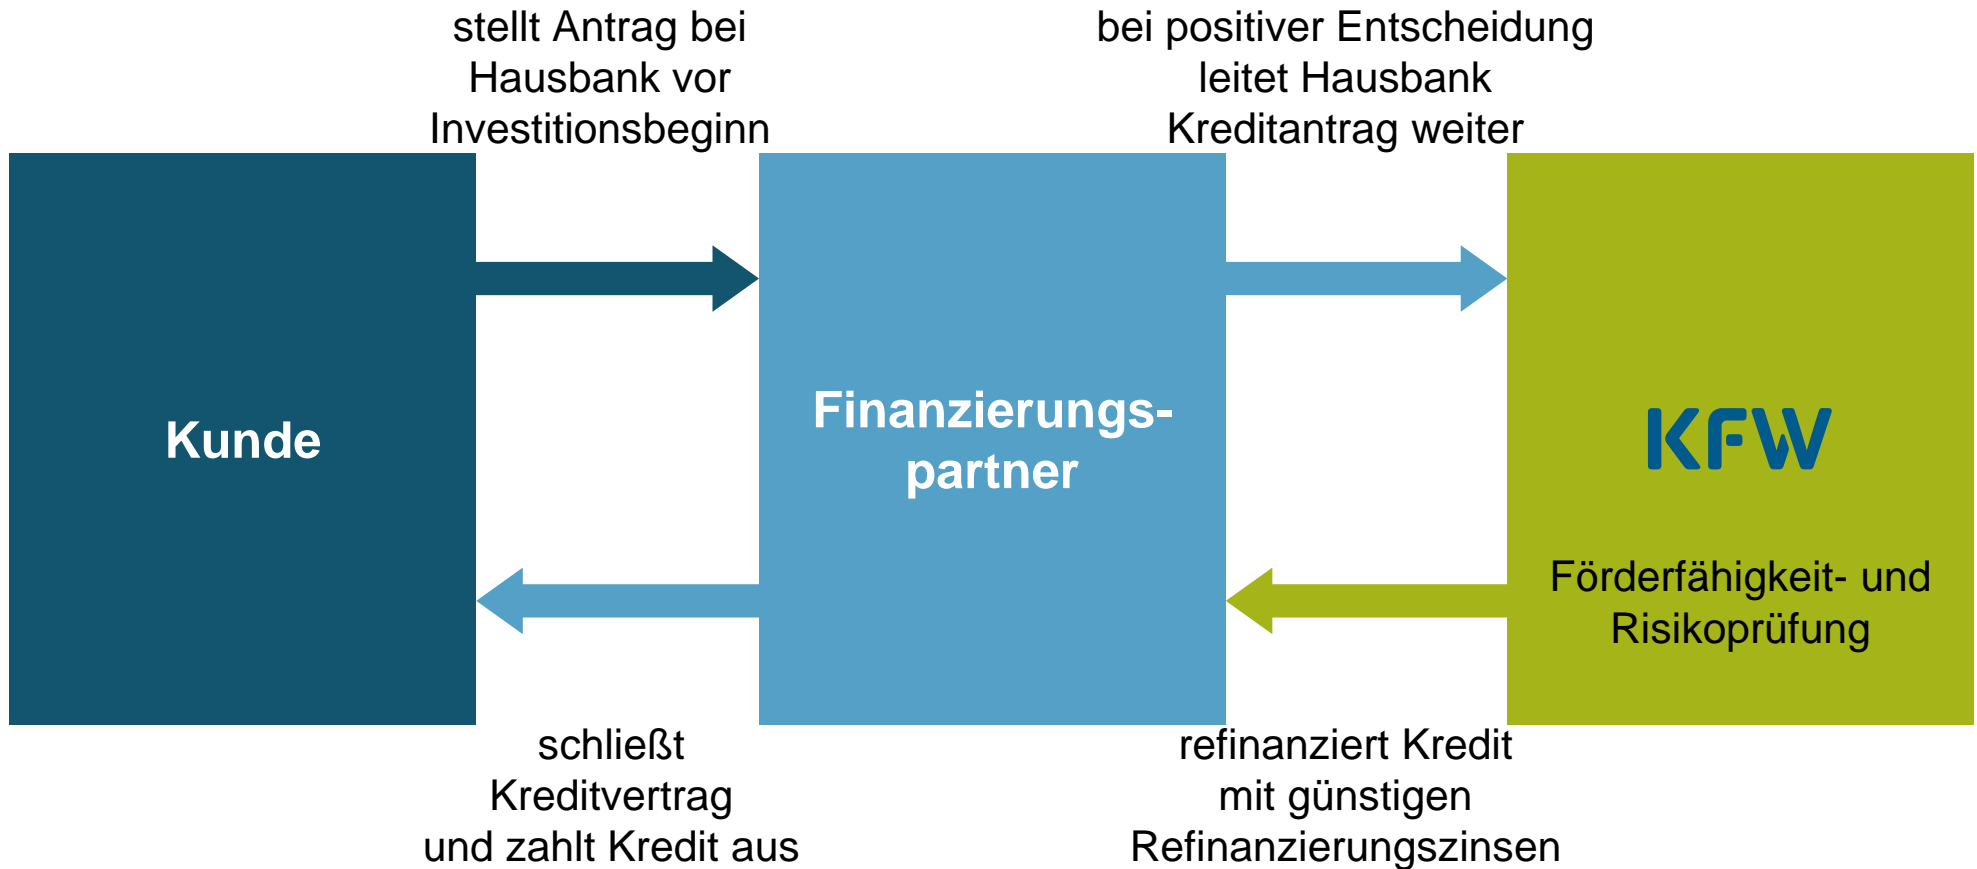 stellt Antrag bei
Hausbank vor
Investitionsbeginn
bei positiver Entscheidung
leitet Hausbank
Kreditantrag weiter
Kunde
Finanzierungs-
partner
KFW
Förderfähigkeit- und
Risikoprüfung
schließt
Kreditvertrag
und zahlt Kredit aus
refinanziert Kredit
mit günstigen
Refinanzierungszinsen